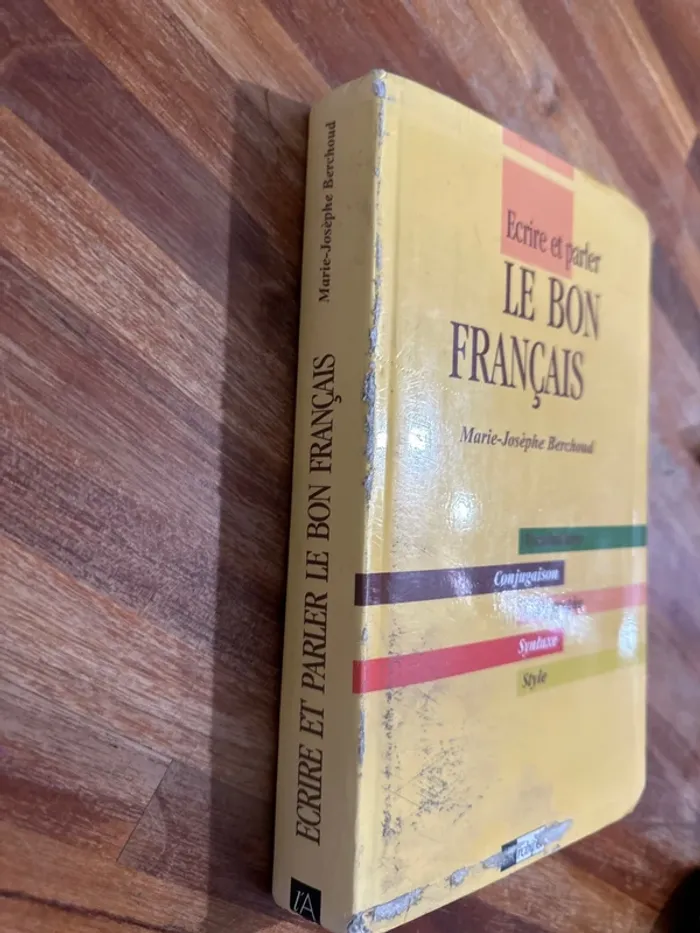 Marie-Josèphe Berchoud
ECRIRE ET PARLER LE BON FRANÇAIS
l'A
Ecrire et parler
LE BON
FRANÇAIS
Marie-Josèphe Berchoud
Conjugaison
Syntaxe
Style